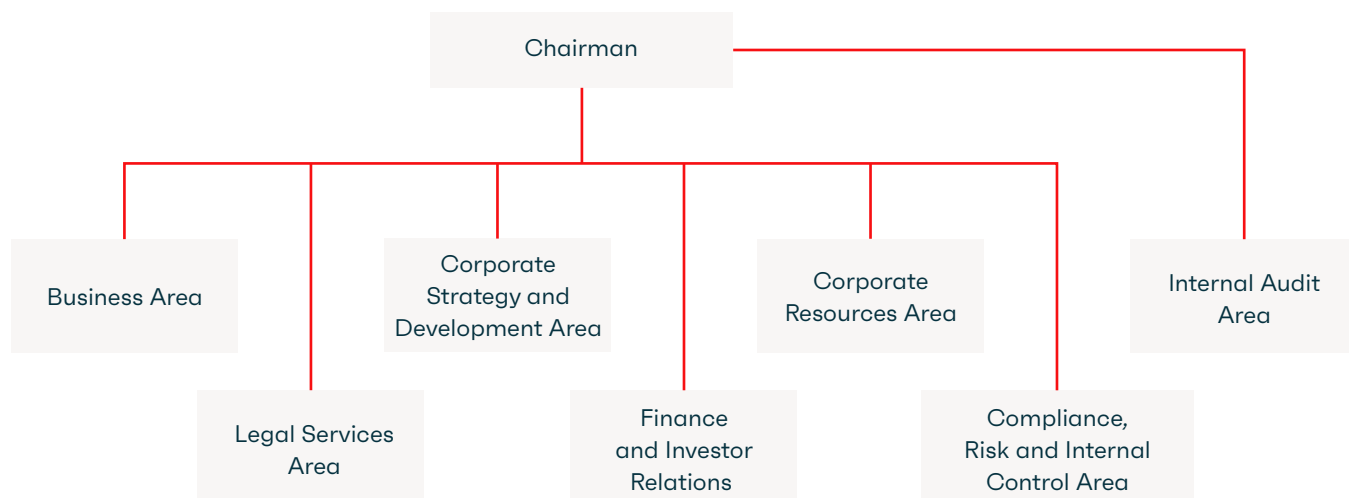 Chairman
Business Area
Corporate
Strategy and
Development Area
Corporate
Resources Area
Internal Audit
Area
Legal Services
Area
Finance
and Investor
Relations
Compliance,
Risk and Internal
Control Area